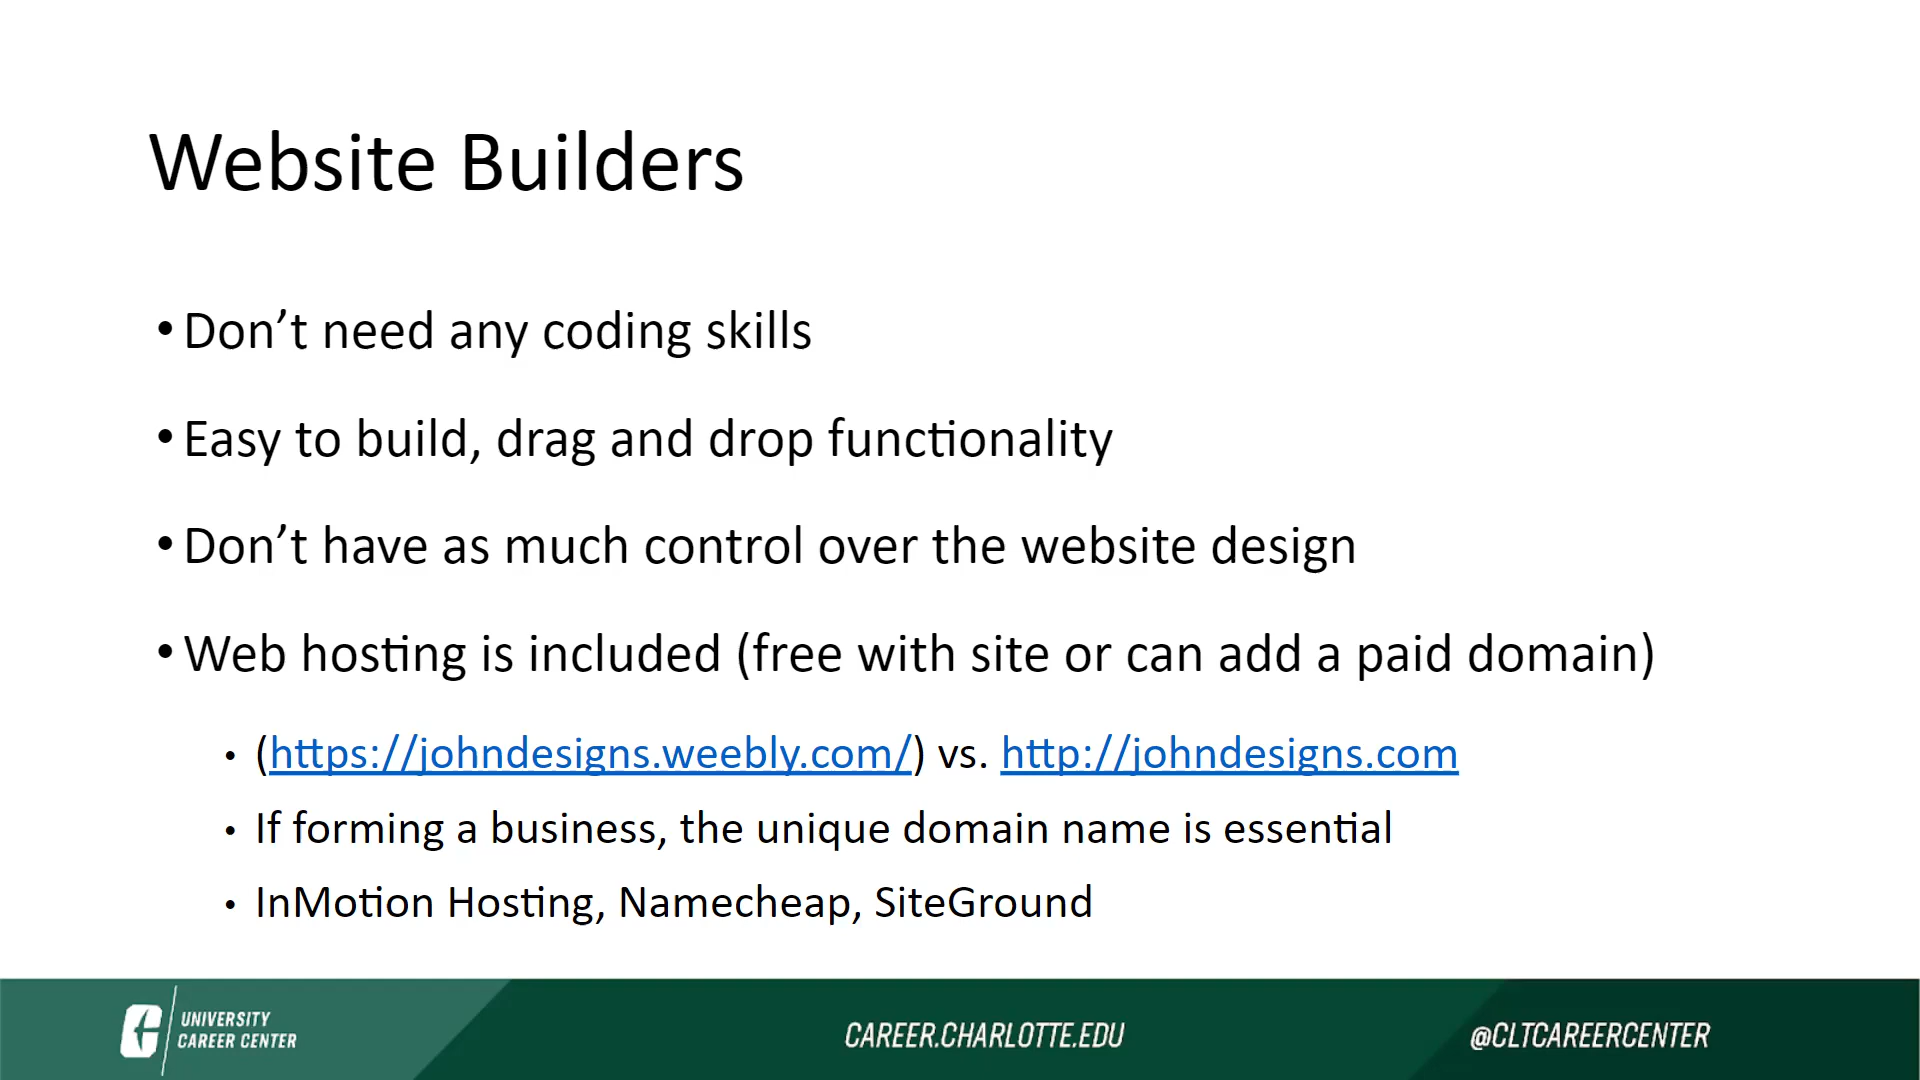 Website Builders
• Don’t need any coding skills
• Easy to build, drag and drop functionality
• Don’t have as much control over the website design
• Web hosting is included (free with site or can add a paid domain)
• (https://johndesigns.weebly.com/) vs. http://johndesigns.com
• If forming a business, the unique domain name is essential
• InMotion Hosting, Namecheap, SiteGround
UNIVERSITY
CAREER CENTER
CAREER.CHARLOTTE.EDU
@CLTCAREERCENTER